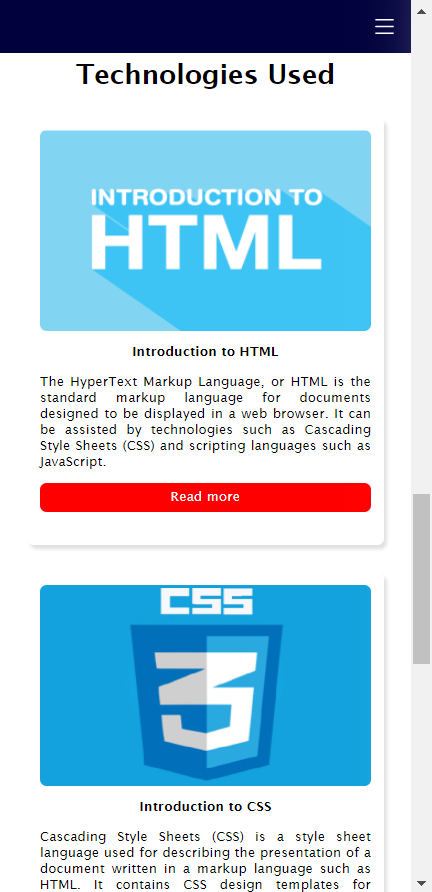 Technologies Used
INTRODUCTION TO
HTML
Introduction to HTML
The HyperText Markup Language, or HTML is the
standard markup language for documents
designed to be displayed in a web browser. It can
be assisted by technologies such as Cascading
Style Sheets (CSS) and scripting languages such as
JavaScript.
Read more
CSS
3
Introduction to CSS
Cascading Style Sheets (CSS) is a style sheet
language used for describing the presentation of a
document written in a markup language such as
HTML. It contains CSS design templates for